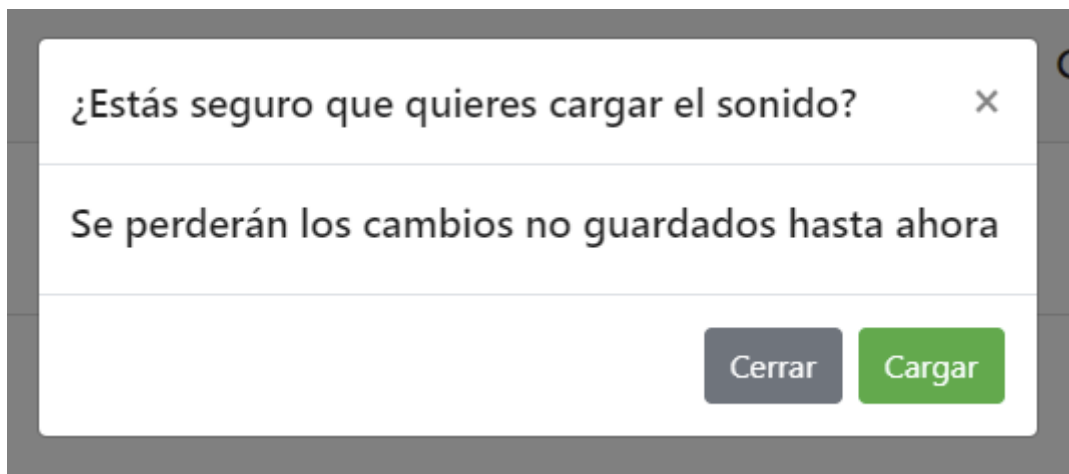 ¿Estás seguro que quieres cargar el sonido? ×
Se perderán los cambios no guardados hasta ahora
Cerrar Cargar